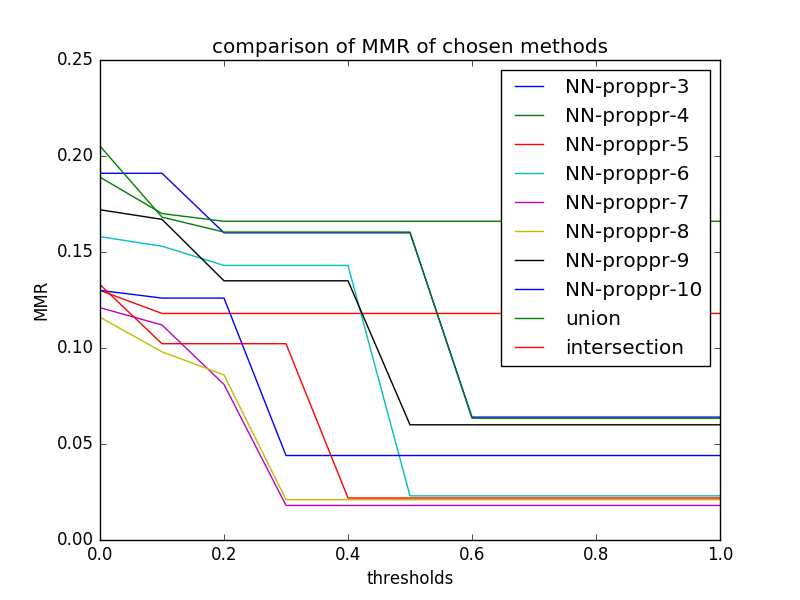 comparison of MMR of chosen methods
0.25
0.20
0.15
0.10
0.05
0.00
MMR
NN-proppr-3
NN-proppr-4
NN-proppr-5
NN-proppr-6
NN-proppr-7
NN-proppr-8
NN-proppr-9
NN-proppr-10
union
intersection
0.0 0.2 0.4 0.6 0.8 1.0
thresholds